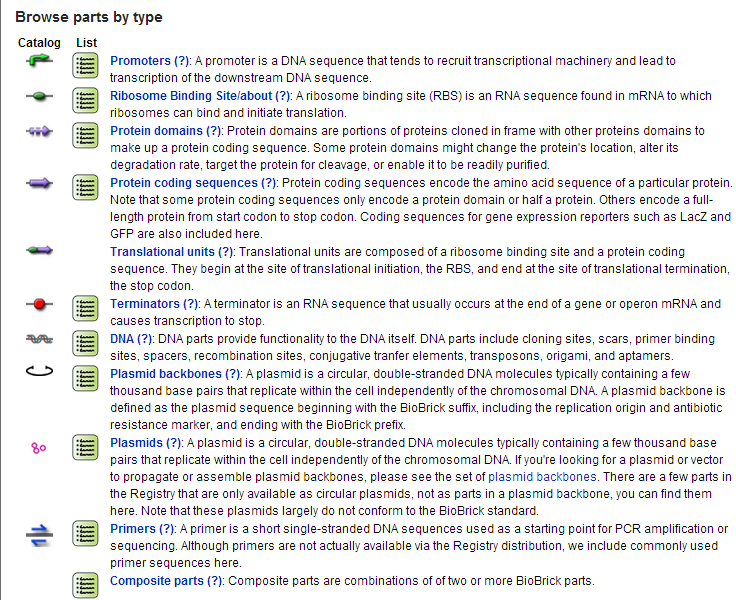 Browse parts by type
Catalog List
Promoters (?): A promoter is a DNA sequence that tends to recruit transcriptional machinery and lead to
transcription of the downstream DNA sequence.
Ribosome Binding Site/about (?): A ribosome binding site (RBS) is an RNA sequence found in mRNA to which
ribosomes can bind and initiate translation.
Protein domains (?): Protein domains are portions of proteins cloned in frame with other proteins domains to
make up a protein coding sequence. Some protein domains might change the protein's location, alter its
degradation rate, target the protein for cleavage, or enable it to be readily purified.
Protein coding sequences (?): Protein coding sequences encode the amino acid sequence of a particular protein.
Note that some protein coding sequences only encode a protein domain or half a protein. Others encode a full-
length protein from start codon to stop codon. Coding sequences for gene expression reporters such as LacZ and
GFP are also included here.
Translational units (?): Translational units are composed of a ribosome binding site and a protein coding
sequence. They begin at the site of translational initiation, the RBS, and end at the site of translational termination,
the stop codon.
Terminators (?): A terminator is an RNA sequence that usually occurs at the end of a gene or operon mRNA and
causes transcription to stop.
DNA (?): DNA parts provide functionality to the DNA itself. DNA parts include cloning sites, scars, primer binding
sites, spacers, recombination sites, conjugative tranfer elements, transposons, origami, and aptamers.
Plasmid backbones (?): A plasmid is a circular, double-stranded DNA molecules typically containing a few
thousand base pairs that replicate within the cell independently of the chromosomal DNA. A plasmid backbone is
defined as the plasmid sequence beginning with the BioBrick suffix, including the replication origin and antibiotic
resistance marker, and ending with the BioBrick prefix.
Plasmids (?): A plasmid is a circular, double-stranded DNA molecules typically containing a few thousand base
pairs that replicate within the cell independently of the chromosomal DNA. If you're looking for a plasmid or vector
to propagate or assemble plasmid backbones, please see the set of plasmid backbones. There are a few parts in
the Registry that are only available as circular plasmids, not as parts in a plasmid backbone, you can find them
here. Note that these plasmids largely do not conform to the BioBrick standard.
Primers (?): A primer is a short single-stranded DNA sequences used as a starting point for PCR amplification or
sequencing. Although primers are not actually available via the Registry distribution, we include commonly used
primer sequences here.
Composite parts (?): Composite parts are combinations of of two or more BioBrick parts.